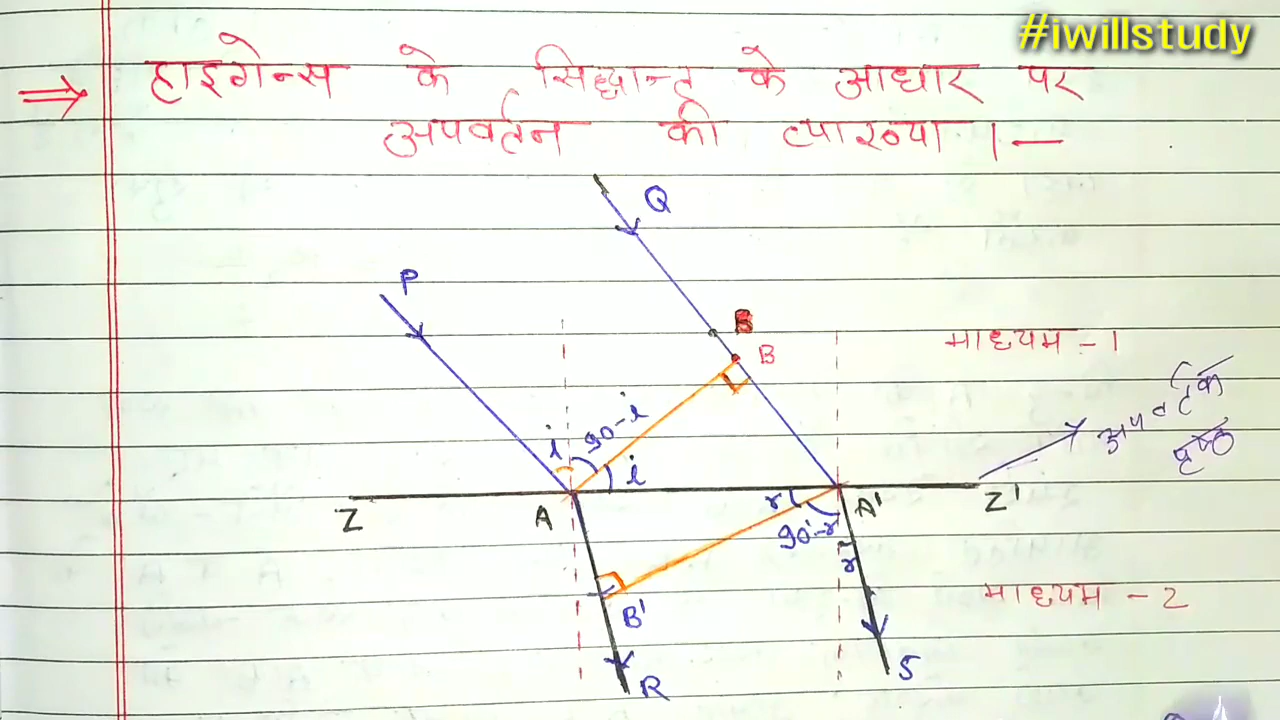 #iwillstudy
⇒ हाइगेन्स के सिद्धान्त के आधार पर
अपवर्तन की व्याख्या ।—
Q
P
B
B
माध्यम - 1
अपवर्तक
पृष्ठ
i
90-i
i
Z
A
r
A'
Z'
90-r
r
माध्यम - 2
B'
R
S